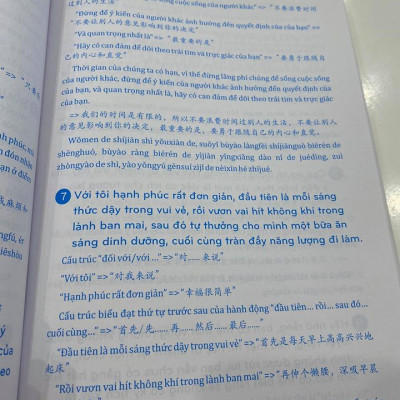 过别人的生活”
“Đừng để ý kiến của người khác ảnh hưởng đến quyết định của của bạn” =>
“不要让别人的意见影响到你的决定”
“Và quan trọng nhất là” => “最重要的是”
“Hãy có can đảm để dõi theo trái tim và trực giác của bạn” => “要勇于跟随自己的内心和直觉”
Thời gian của chúng ta có hạn, vì thế đừng lãng phí chúng để sống cuộc sống
của người khác, đừng để ý kiến của người khác ảnh hưởng đến quyết định của
của bạn, và quan trọng nhất là, hãy có can đảm để dõi theo trái tim và trực giác
của bạn.
=> 我们的时间是有限的，所以不要浪费时间过别人的生活，不要让别人
的意见影响到你的决定，最重要的是，要勇于跟随自己的内心和直觉。
Wǒmen de shíjiān shì yǒuxiàn de, suǒyǐ bùyào làngfèi shíjiānguò biérén de
shēnghuó, bùyào ràng biérén de yìjiàn yǐngxiǎng dào nǐ de juédìng, zuì
zhòngyào de shì, yào yǒngyú gēnsuí zìjǐ de nèixīn hé zhíjué.
7 Với tôi hạnh phúc rất đơn giản, đầu tiên là mỗi sáng
thức dậy trong vui vẻ, rồi vươn vai hít không khí trong
lành ban mai, sau đó tự thưởng cho mình một bữa ăn
sáng dinh dưỡng, cuối cùng tràn đầy năng lượng đi làm.
Cấu trúc “đối với/với ...” => “对……来说”
“Với tôi” => “对我来说”
“Hạnh phúc rất đơn giản” => “幸福很简单”
Cấu trúc biểu đạt thứ tự trước sau của hành động “đầu tiên... rồi... sau đó...
cuối cùng...” => “首先/先…… 再…… 然后…… 最后……”
“Đầu tiên là mỗi sáng thức dậy trong vui vẻ” => “首先是每天早上高高兴兴地
起床”
“Rồi vươn vai hít không khí trong lành ban mai” => “再伸个懒腰，深吸早晨